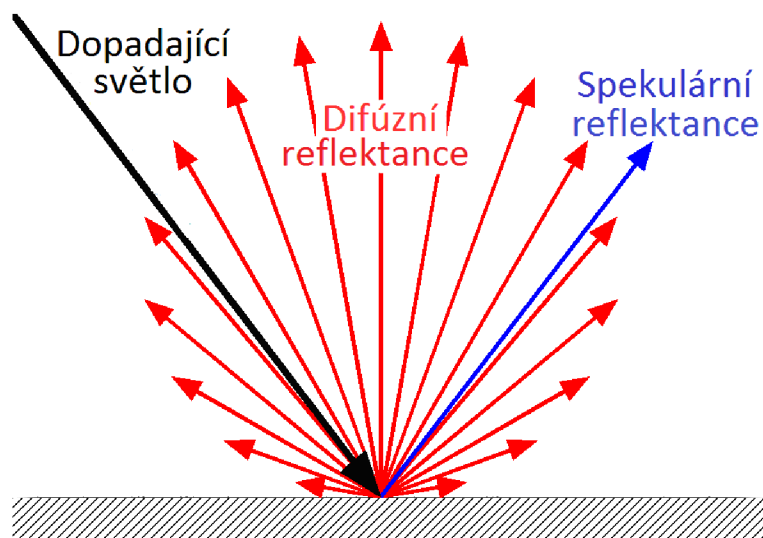 Dopadající
světlo
Difúzní
reflektance
Spekulární
reflektance